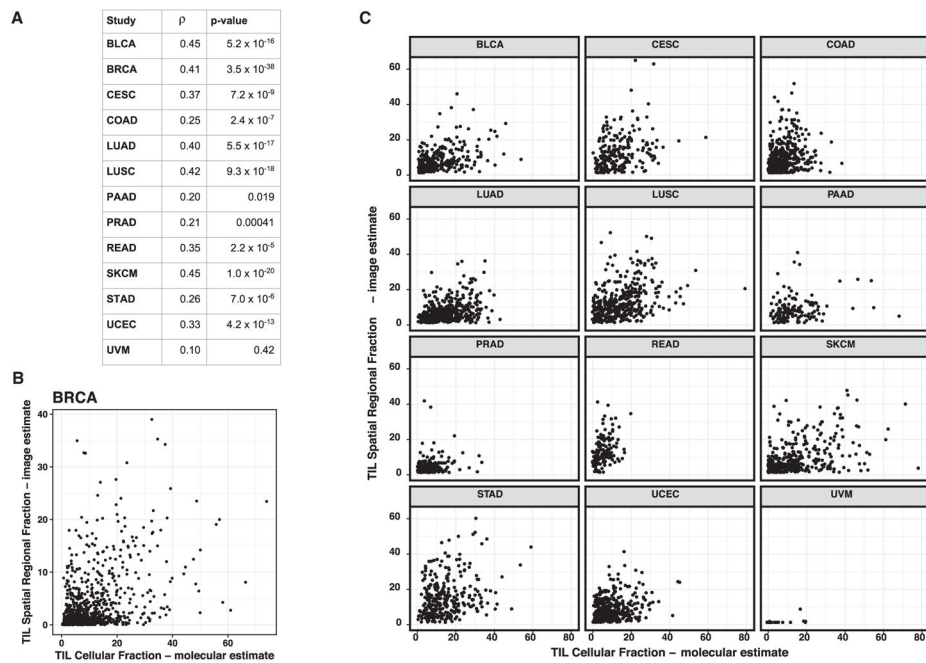 A
Study ρ p-value
BLCA 0.45 5.2 x 10⁻¹⁶
BRCA 0.41 3.5 x 10⁻³⁸
CESC 0.37 7.2 x 10⁻⁹
COAD 0.25 2.4 x 10⁻⁷
LUAD 0.40 5.5 x 10⁻¹⁷
LUSC 0.42 9.3 x 10⁻¹⁸
PAAD 0.20 0.019
PRAD 0.21 0.00041
READ 0.35 2.2 x 10⁻⁵
SKCM 0.45 1.0 x 10⁻²⁰
STAD 0.26 7.0 x 10⁻⁶
UCEC 0.33 4.2 x 10⁻¹³
UVM 0.10 0.42
B
BRCA
TIL Spatial Regional Fraction – image estimate
40
30
20
10
0
0 20 40 60
TIL Cellular Fraction – molecular estimate
C
TIL Spatial Regional Fraction – image estimate
BLCA CESC COAD
60
40
20
0
LUAD LUSC PAAD
60
40
20
0
PRAD READ SKCM
60
40
20
0
STAD UCEC UVM
60
40
20
0
0 20 40 60 80 0 20 40 60 80 0 20 40 60 80
TIL Cellular Fraction – molecular estimate